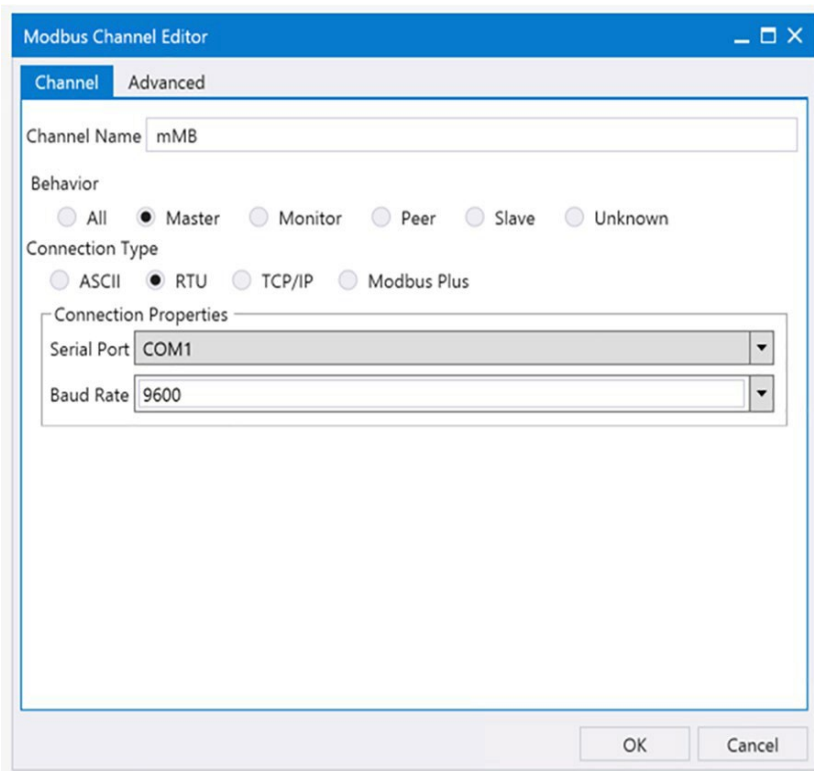 Modbus Channel Editor
Channel Advanced
Channel Name mMB
Behavior
All Master Monitor Peer Slave Unknown
Connection Type
ASCII RTU TCP/IP Modbus Plus
Connection Properties
Serial Port COM1
Baud Rate 9600
OK Cancel